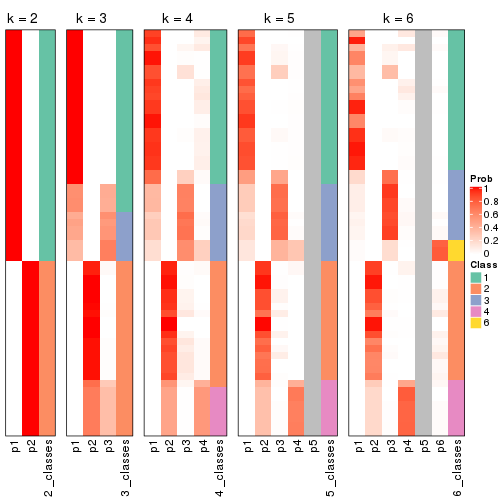 k = 2 k = 3 k = 4 k = 5 k = 6
Prob
1
0.8
0.6
0.4
0.2
0
Class
1
2
3
4
6
p1 p2 2_classes p1 p2 p3 3_classes p1 p2 p3 p4 4_classes p1 p2 p3 p4 p5 5_classes p1 p2 p3 p4 p5 p6 6_classes